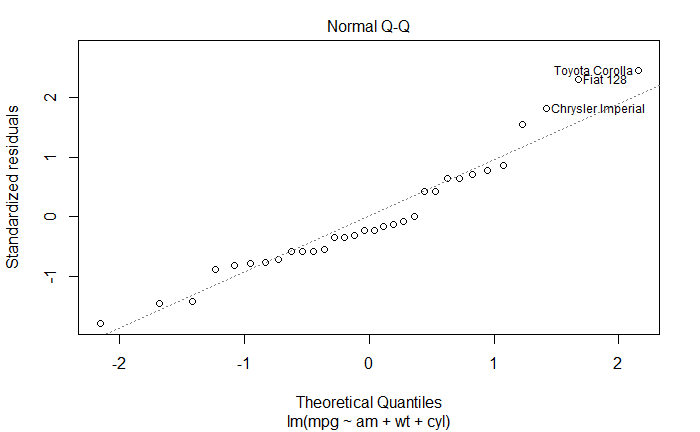 Normal Q-Q
Standardized residuals
2
1
0
-1
Toyota Corolla
Fiat 128
Chrysler Imperial
-2 -1 0 1 2
Theoretical Quantiles
lm(mpg ~ am + wt + cyl)